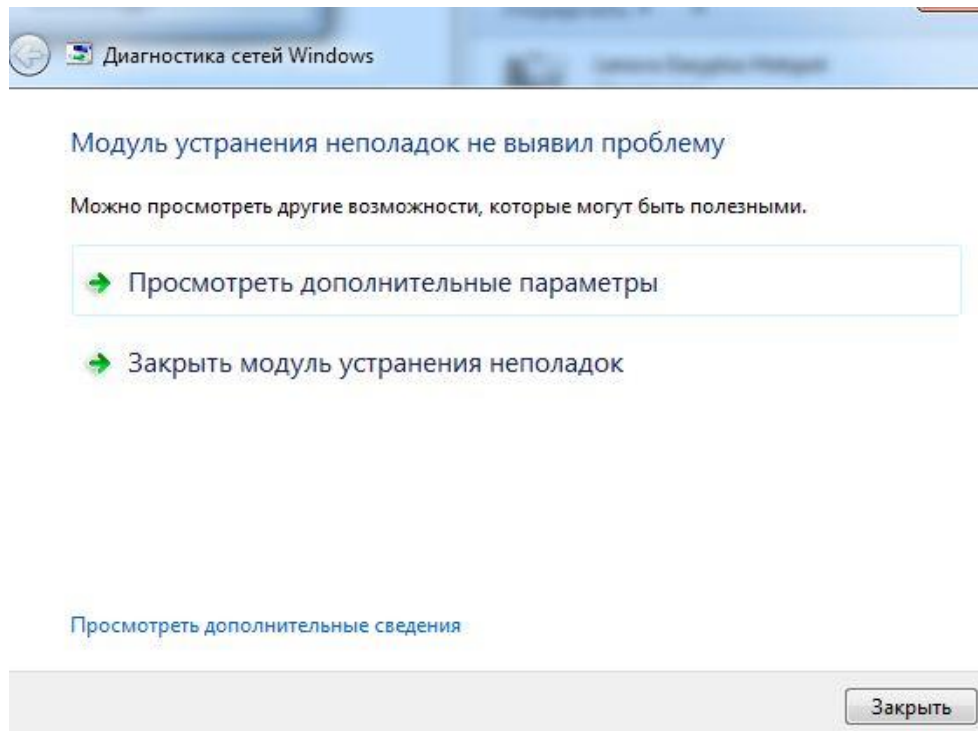 Диагностика сетей Windows
Модуль устранения неполадок не выявил проблему
Можно просмотреть другие возможности, которые могут быть полезными.
Просмотреть дополнительные параметры
Закрыть модуль устранения неполадок
Просмотреть дополнительные сведения
Закрыть